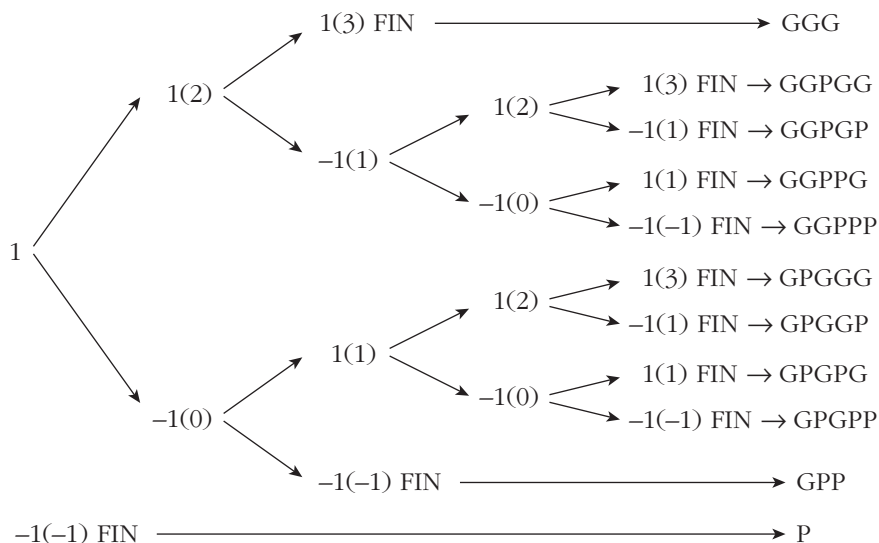 1(3) FIN GGG
1(2) 1(2) 1(3) FIN → GGPGG
–1(1) FIN → GGPGP
–1(1)
1(1) FIN → GGPPG
–1(0)
–1(–1) FIN → GGPPP
1
1(3) FIN → GPGGG
1(2)
–1(1) FIN → GPGGP
1(1)
1(1) FIN → GPGPG
–1(0) –1(0)
–1(–1) FIN → GPGPP
–1(–1) FIN GPP
–1(–1) FIN P